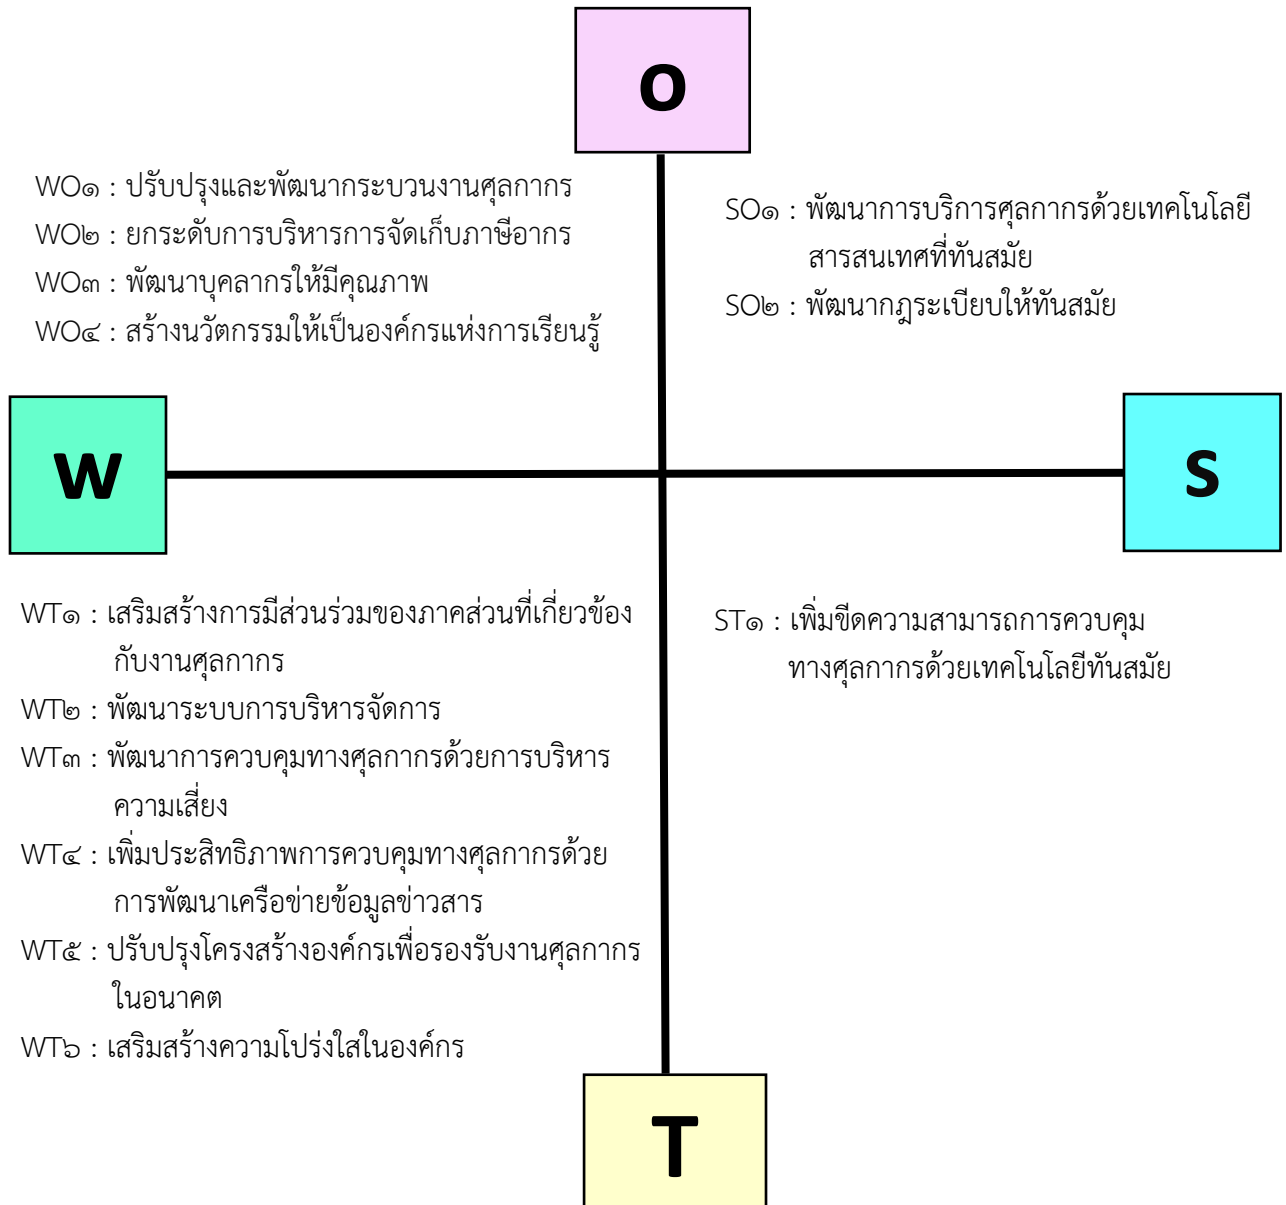 O
WO๑ : ปรับปรุงและพัฒนากระบวนงานศุลกากร
WO๒ : ยกระดับการบริหารการจัดเก็บภาษีอากร
WO๓ : พัฒนาบุคลากรให้มีคุณภาพ
WO๔ : สร้างนวัตกรรมให้เป็นองค์กรแห่งการเรียนรู้
SO๑ : พัฒนาการบริการศุลกากรด้วยเทคโนโลยี
สารสนเทศที่ทันสมัย
SO๒ : พัฒนากฎระเบียบให้ทันสมัย
W
S
WT๑ : เสริมสร้างการมีส่วนร่วมของภาคส่วนที่เกี่ยวข้อง
กับงานศุลกากร
WT๒ : พัฒนาระบบการบริหารจัดการ
WT๓ : พัฒนาการควบคุมทางศุลกากรด้วยการบริหาร
ความเสี่ยง
WT๔ : เพิ่มประสิทธิภาพการควบคุมทางศุลกากรด้วย
การพัฒนาเครือข่ายข้อมูลข่าวสาร
WT๕ : ปรับปรุงโครงสร้างองค์กรเพื่อรองรับงานศุลกากร
ในอนาคต
WT๖ : เสริมสร้างความโปร่งใสในองค์กร
ST๑ : เพิ่มขีดความสามารถการควบคุม
ทางศุลกากรด้วยเทคโนโลยีทันสมัย
T